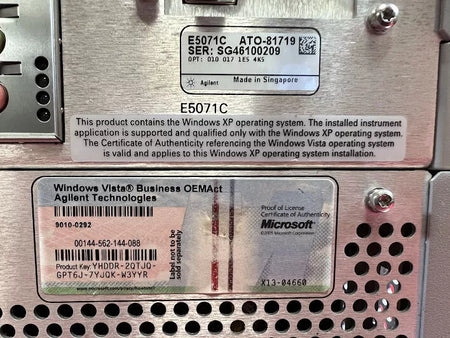 E5071C ATO-81719
SER: SG46100209
OPT: 010 017 1E5 4K5
Agilent Made in Singapore
E5071C
This product contains the Windows XP operating system. The installed instrument
application is supported and qualified only with the Windows XP operating system.
The Certificate of Authenticity referencing the Windows Vista operating system
is valid and applies to this Windows XP operating system installation.
Windows Vista® Business OEMAct
Agilent Technologies
9010-0292
00144-562-144-088
Product Key: YHDDR-2QTJQ-
GPT6J-7YJQK-W3YYR
Label not to be
sold separately
Proof of License
Certificate of Authenticity
Microsoft®
©2005 Microsoft Corporation
X13-04660